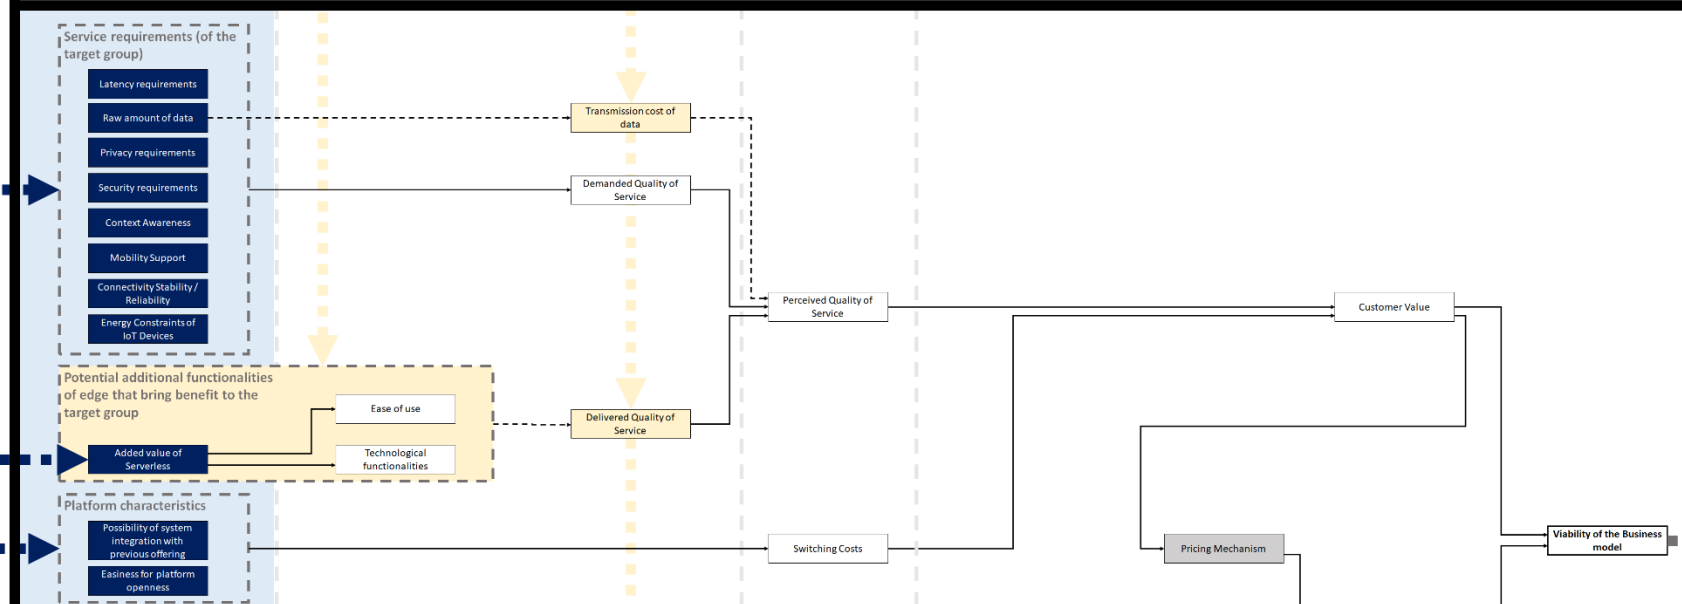 Service requirements (of the
target group)
Latency requirements
Raw amount of data
Privacy requirements
Security requirements
Context Awareness
Mobility Support
Connectivity Stability /
Reliability
Energy Constraints of
IoT Devices
Transmission cost of
data
Demanded Quality of
Service
Perceived Quality of
Service
Customer Value
Potential additional functionalities
of edge that bring benefit to the
target group
Ease of use
Added value of
Serverless
Technological
functionalities
Delivered Quality of
Service
Platform characteristics
Possibility of system
integration with
previous offering
Easiness for platform
openness
Switching Costs
Pricing Mechanism
Viability of the Business
model